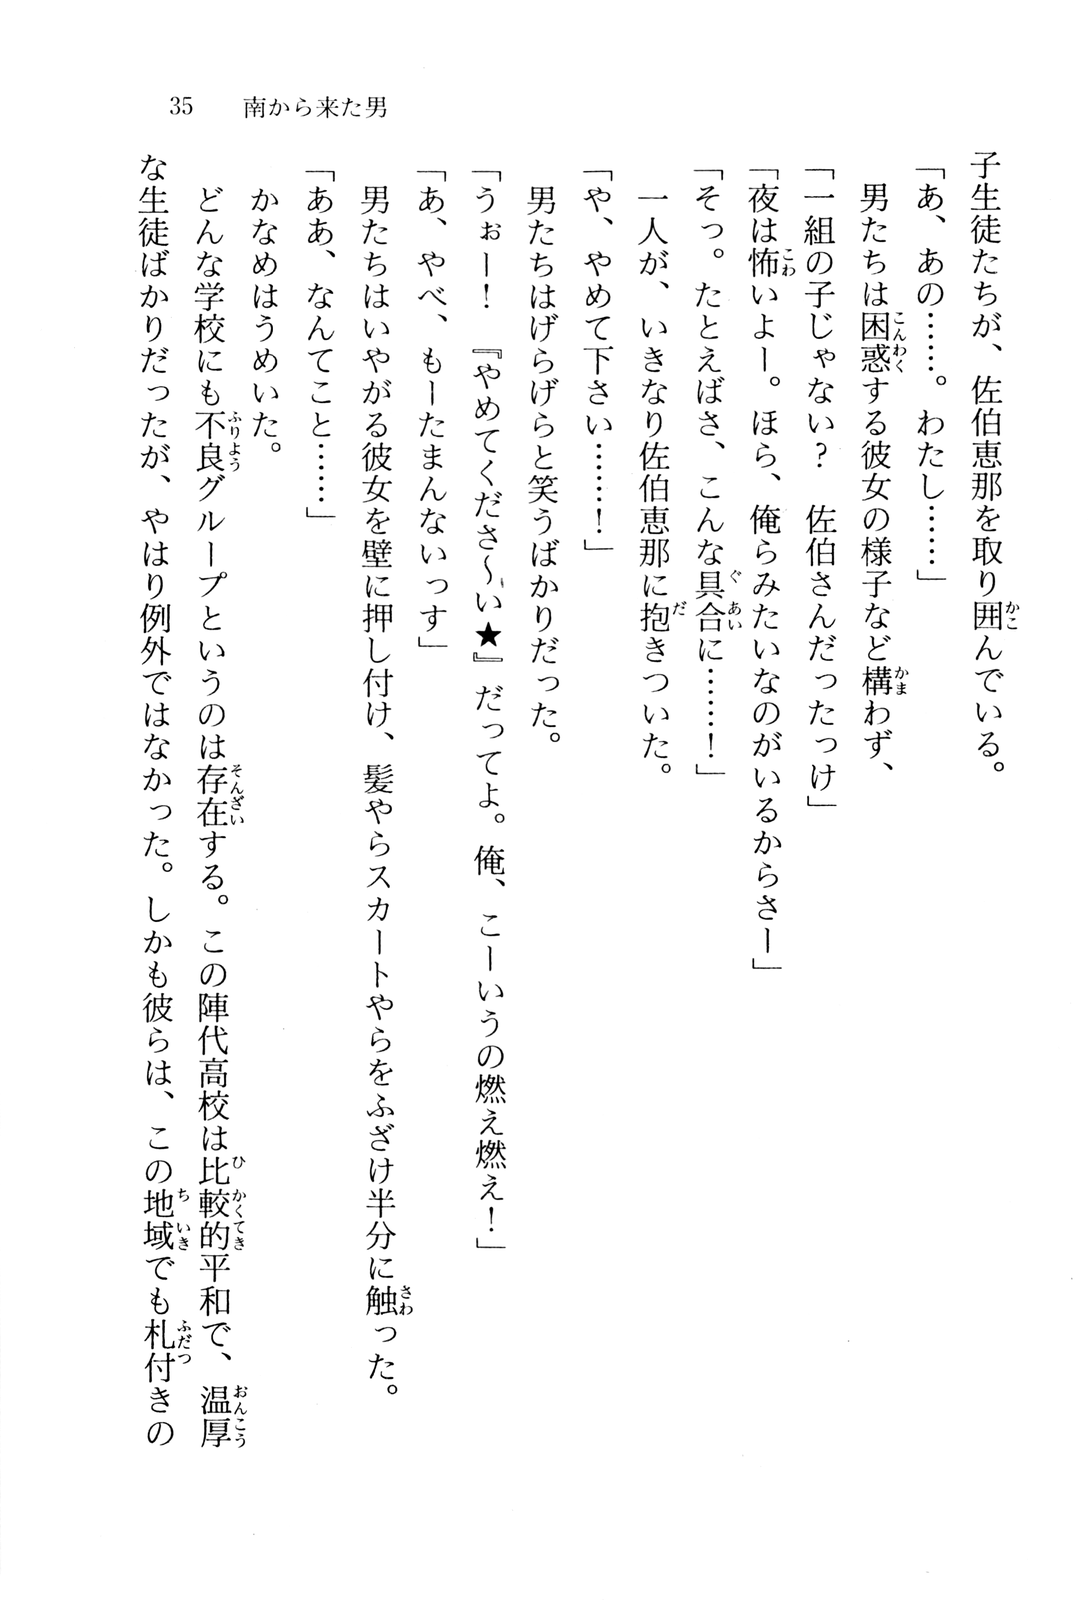 35　南から来た男
子生徒たちが、佐伯恵那を取り囲んでいる。
「あ、あの……。わたし……」
　男たちは困惑する彼女の様子など構わず、
「一組の子じゃない？　佐伯さんだったっけ」
「夜は怖いよー。ほら、俺らみたいなのがいるからさー」
「そっ。たとえばさ、こんな具合に……！」
　一人が、いきなり佐伯恵那に抱きついた。
「や、やめて下さい……！」
　男たちはげらげらと笑うばかりだった。
「うぉー！　『やめてくださ〜い★』だってよ。俺、こーいうの燃え燃え！」
「あ、やべ、もーたまんないっす」
　男たちはいやがる彼女を壁に押し付け、髪やらスカートやらをふざけ半分に触った。
「ああ、なんてこと……」
　かなめはうめいた。
　どんな学校にも不良グループというのは存在する。この陣代高校は比較的平和で、温厚
な生徒ばかりだったが、やはり例外ではなかった。しかも彼らは、この地域でも札付きの